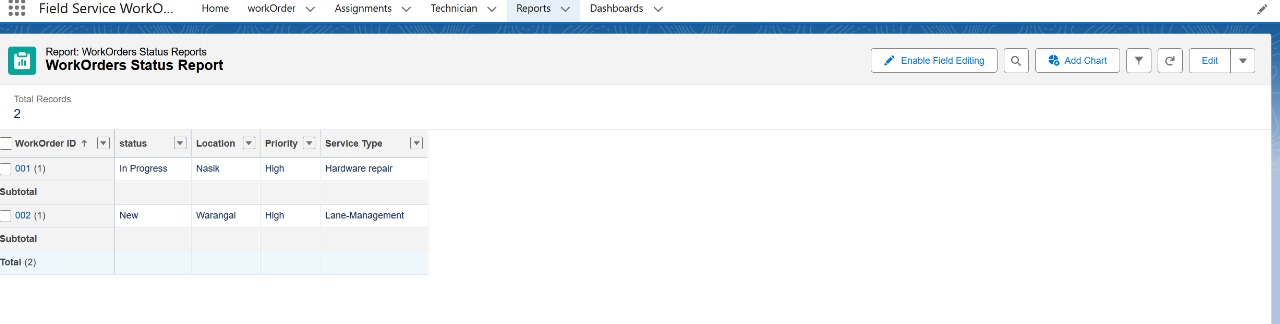 Field Service WorkO...
Home workOrder Assignments Technician Reports Dashboards
Report: WorkOrders Status Reports
WorkOrders Status Report
Enable Field Editing Add Chart Edit
Total Records
2
WorkOrder ID ↑ status Location Priority Service Type
001 (1) In Progress Nasik High Hardware repair
Subtotal
002 (1) New Warangal High Lane-Management
Subtotal
Total (2)